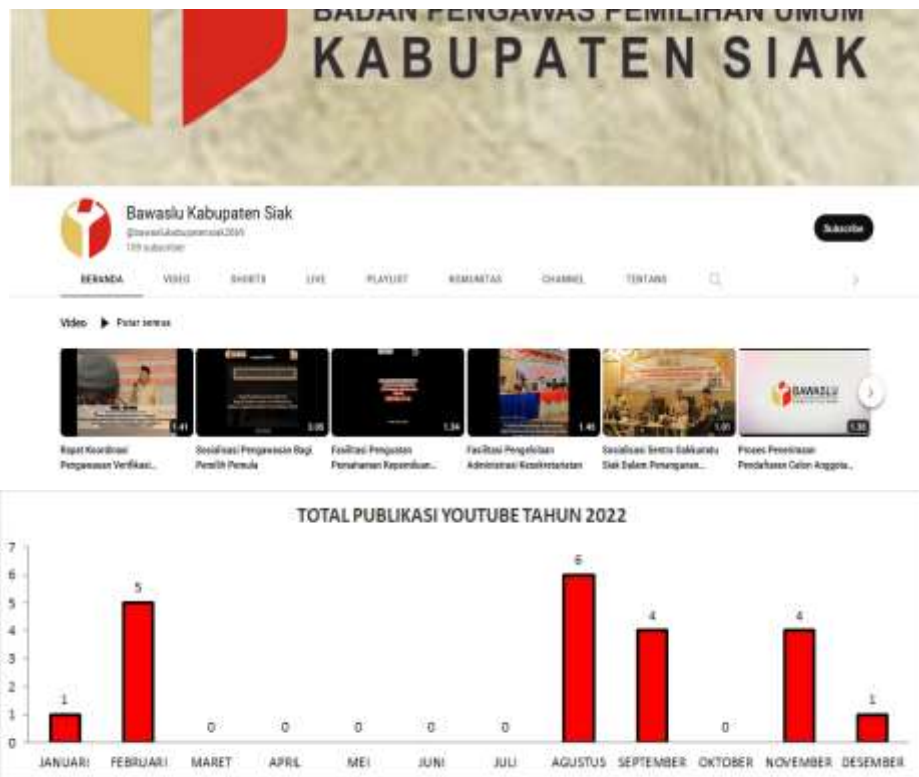 BADAN PENGAWAS PEMILIHAN UMUM
KABUPATEN SIAK
Bawaslu Kabupaten Siak
Subscribe
BERANDA VIDEO SHORTS LIVE PLAYLIST KOMUNITAS CHANNEL TENTANG
Video Putar semua
1.41 3.05 1.34 1.01
BAWASLU
Rapat Koordinasi Sosialisasi Pengawasan Bagi Fasilitasi Penguatan Fasilitasi Pengelolaan Sosialisasi Sentra Gakkumdu Proses Penerimaan
Pengawasan Verifikasi... Pemilih Pemula Pemahaman Kepemiluan... Administrasi Kesekretariatan Siak Dalam Penanganan... Pendaftaran Calon Anggota...
TOTAL PUBLIKASI YOUTUBE TAHUN 2022
7
6
5
4
3
2
1
0
1 5 0 0 0 0 0 6 4 0 4 1
JANUARI FEBRUARI MARET APRIL MEI JUNI JULI AGUSTUS SEPTEMBER OKTOBER NOVEMBER DESEMBER